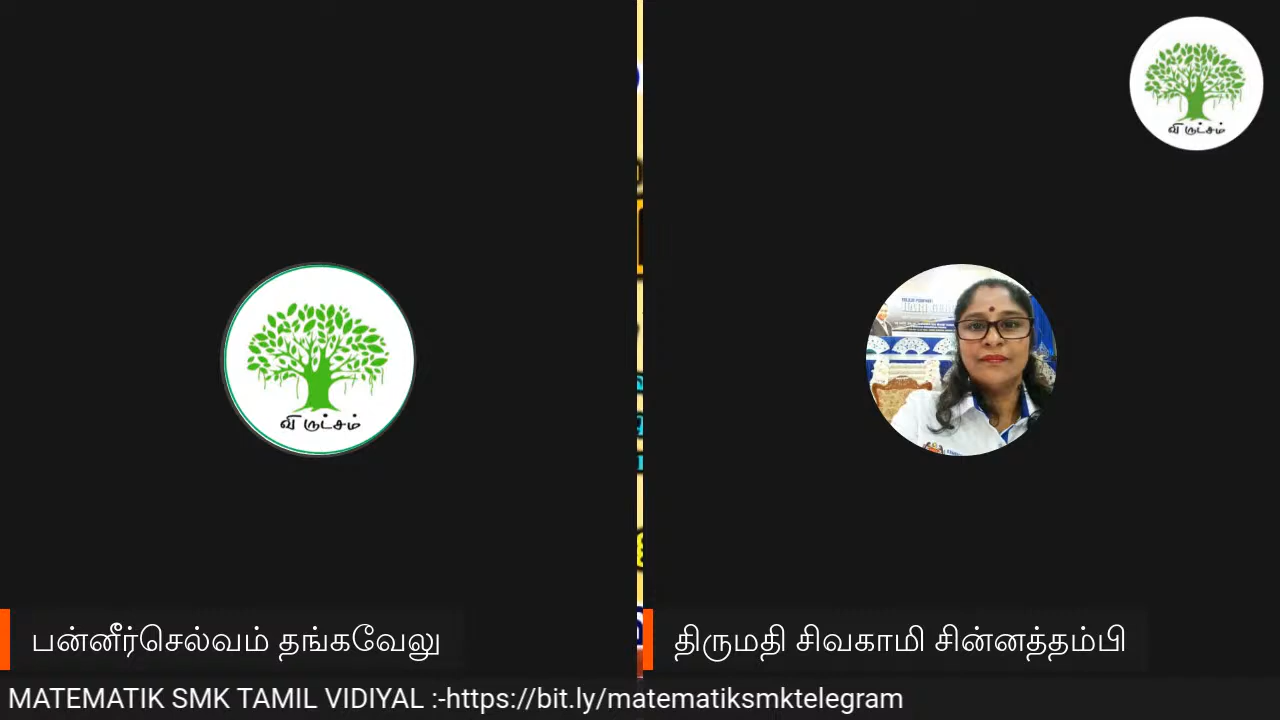 விருட்சம்
விருட்சம்
பன்னீர்செல்வம் தங்கவேலு
திருமதி சிவகாமி சின்னத்தம்பி
MATEMATIK SMK TAMIL VIDIYAL :-https://bit.ly/matematiksmktelegram